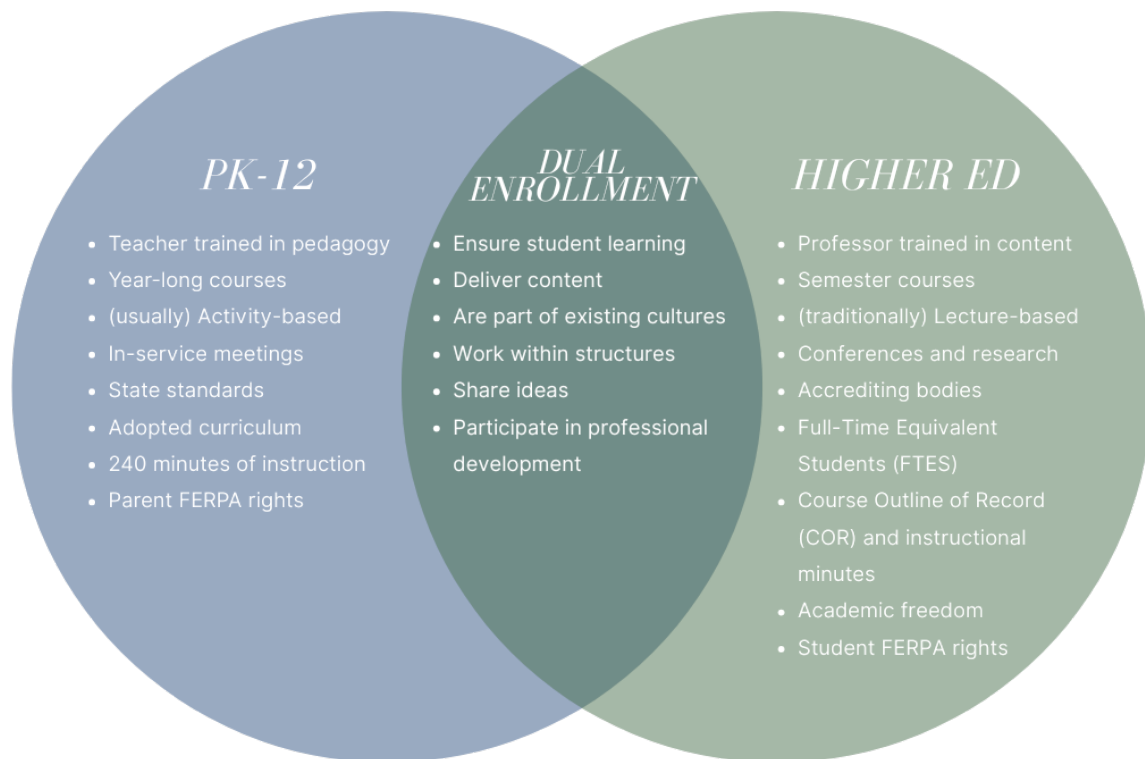 PK-12
• Teacher trained in pedagogy
• Year-long courses
• (usually) Activity-based
• In-service meetings
• State standards
• Adopted curriculum
• 240 minutes of instruction
• Parent FERPA rights
DUAL
ENROLLMENT
• Ensure student learning
• Deliver content
• Are part of existing cultures
• Work within structures
• Share ideas
• Participate in professional
development
HIGHER ED
• Professor trained in content
• Semester courses
• (traditionally) Lecture-based
• Conferences and research
• Accrediting bodies
• Full-Time Equivalent
Students (FTES)
• Course Outline of Record
(COR) and instructional
minutes
• Academic freedom
• Student FERPA rights